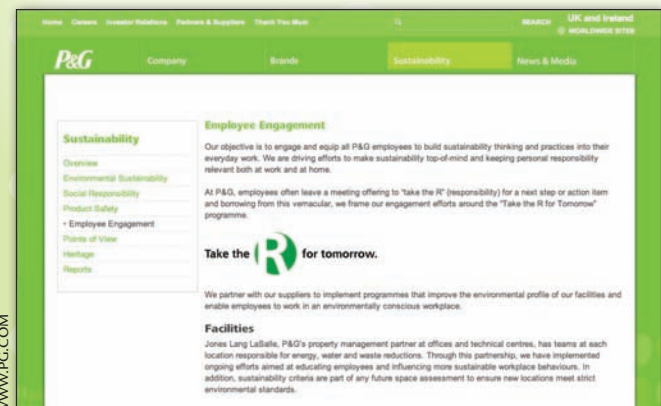 Home Careers Investor Relations Partners & Suppliers Thank You Mum SEARCH UK and Ireland
WORLDWIDE SITES
P&G Company Brands Sustainability News & Media
Sustainability
Overview
Environmental Sustainability
Social Responsibility
Product Safety
• Employee Engagement
Points of View
Heritage
Reports
Employee Engagement
Our objective is to engage and equip all P&G employees to build sustainability thinking and practices into their
everyday work. We are driving efforts to make sustainability top-of-mind and keeping personal responsibility
relevant both at work and at home.
At P&G, employees often leave a meeting offering to "take the R" (responsibility) for a next step or action item
and borrowing from this vernacular, we frame our engagement efforts around the "Take the R for Tomorrow"
programme.
Take the R for tomorrow.
We partner with our suppliers to implement programmes that improve the environmental profile of our facilities and
enable employees to work in an environmentally conscious workplace.
Facilities
Jones Lang LaSalle, P&G's property management partner at offices and technical centres, has teams at each
location responsible for energy, water and waste reductions. Through this partnership, we have implemented
ongoing efforts aimed at educating employees and influencing more sustainable workplace behaviours. In
addition, sustainability criteria are part of any future space assessment to ensure new locations meet strict
environmental standards.
WWW.PG.COM